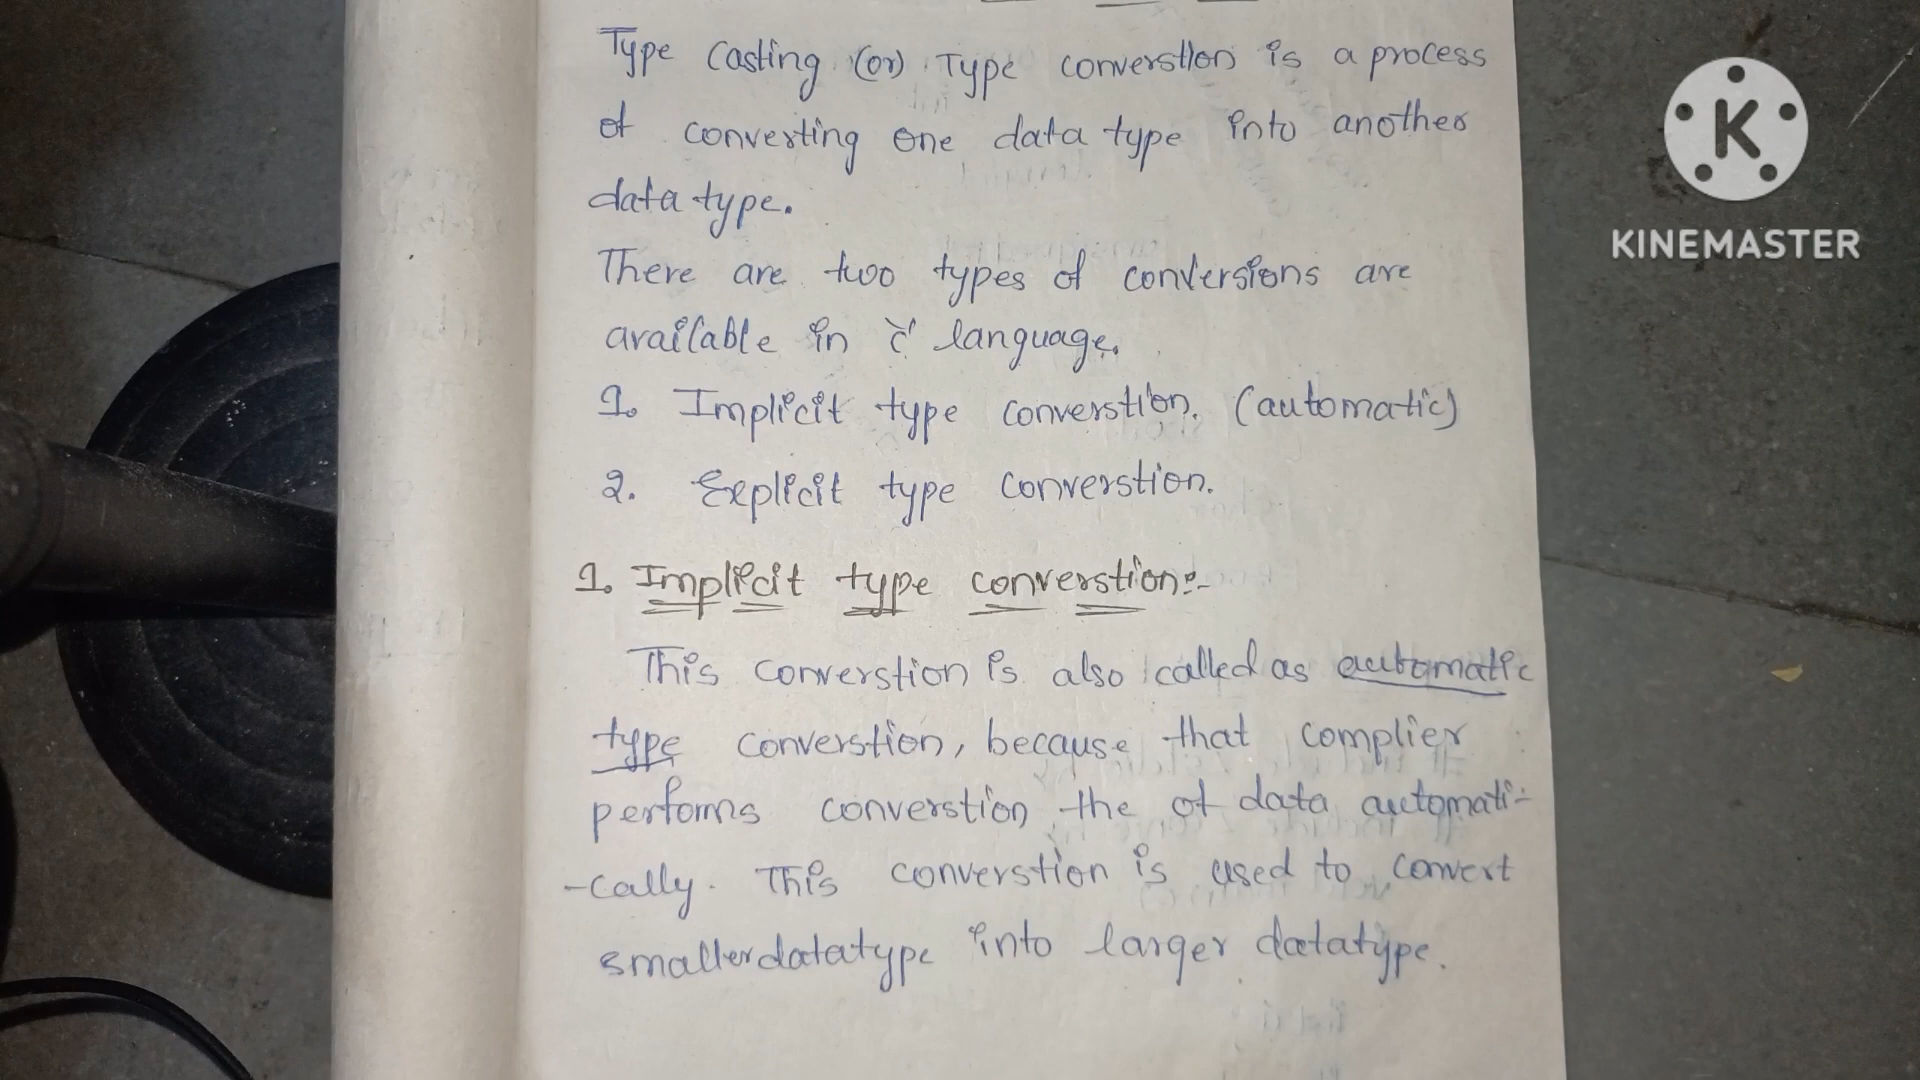 Type Casting (or) Type converstion is a process
of converting one data type into another
data type.
There are two types of conversions are
available in 'c' language.
1. Implicit type converstion. (automatic)
2. Explicit type converstion.
1. Implicit type converstion:-
This converstion is also called as automatic
type converstion, because that complier
performs converstion the of data automati-
-cally. This converstion is used to convert
smaller datatype into larger datatype.
K
KINEMASTER